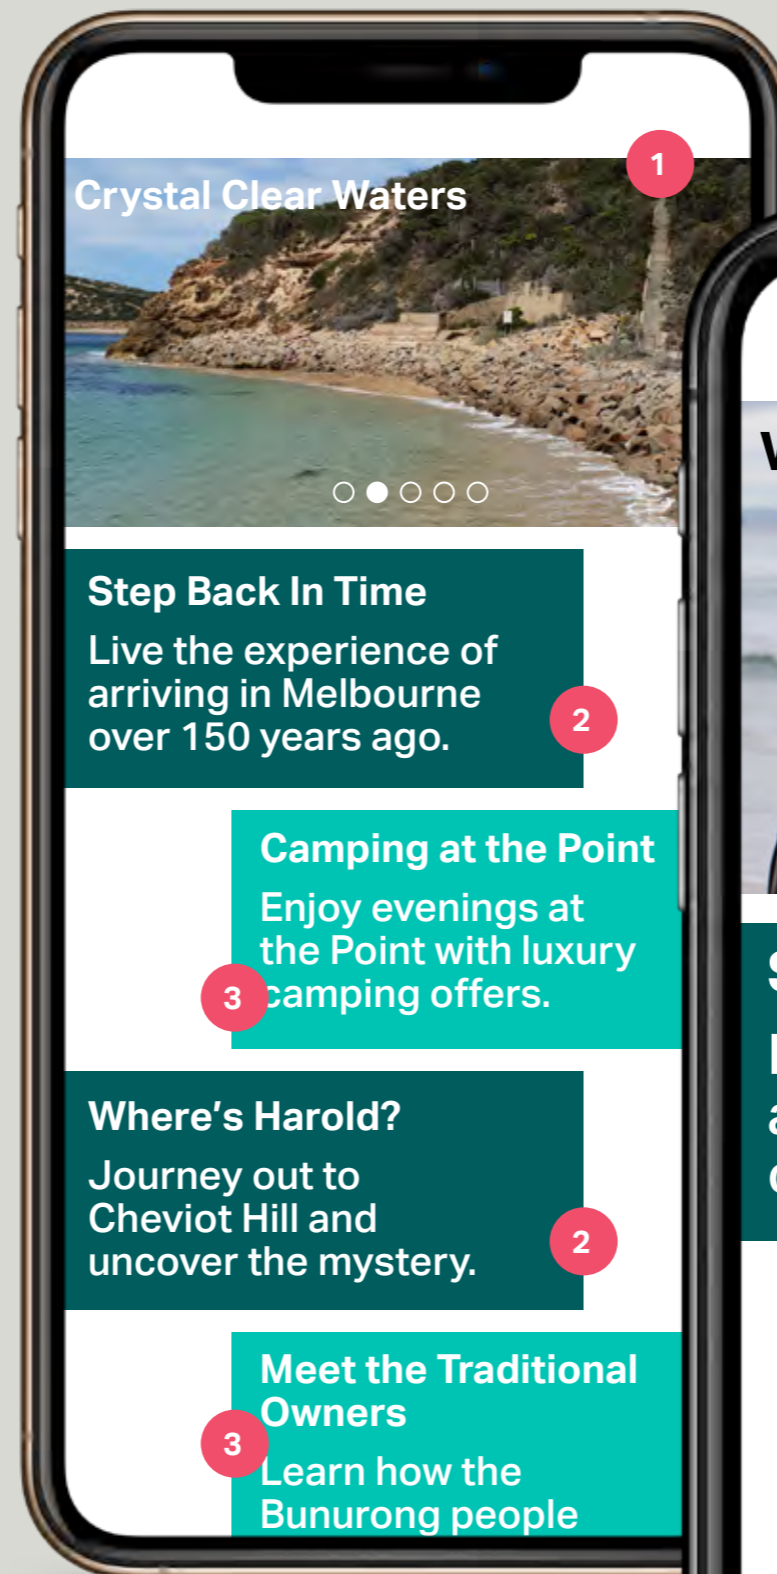 1
Crystal Clear Waters
Step Back In Time
Live the experience of
arriving in Melbourne
over 150 years ago.
2
Camping at the Point
Enjoy evenings at
the Point with luxury
camping offers.
3
Where's Harold?
Journey out to
Cheviot Hill and
uncover the mystery.
2
Meet the Traditional
Owners
3
Learn how the
Bunurong people